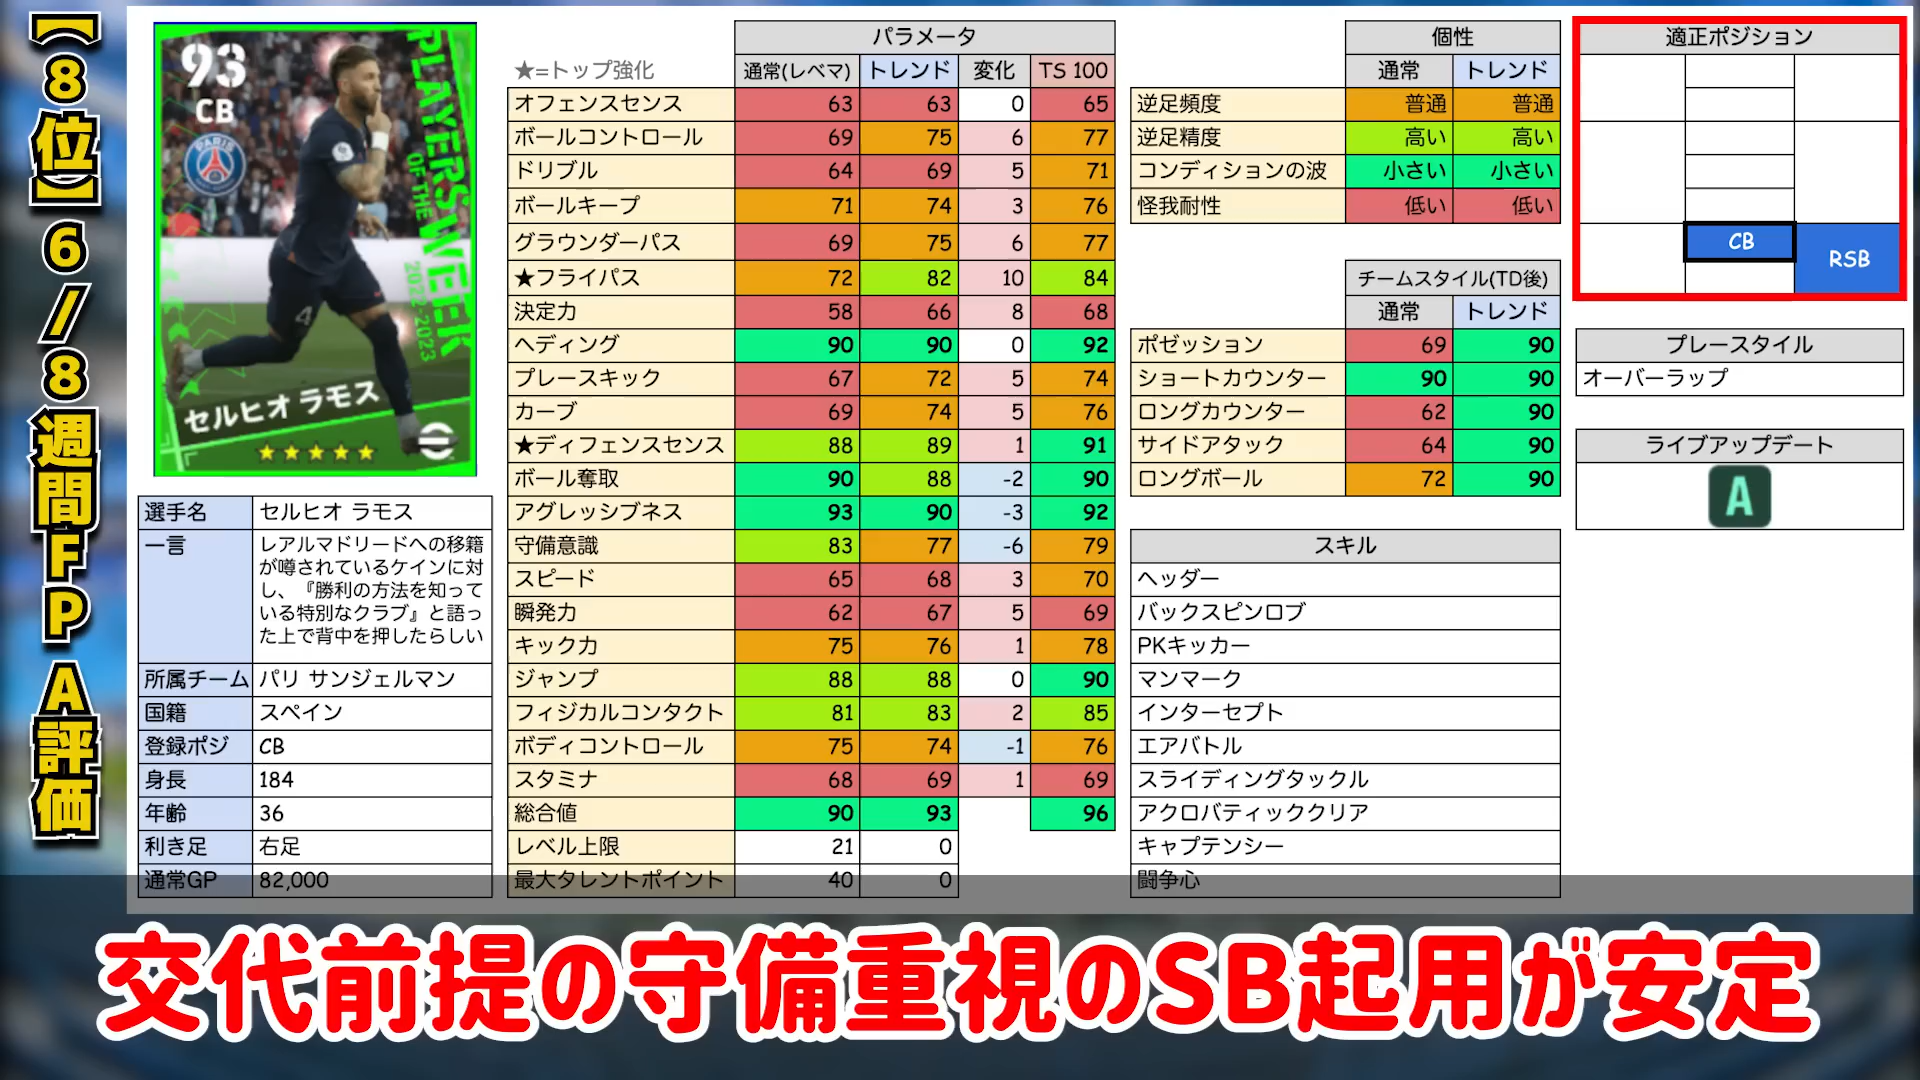 【8位】6/8週間FP A評価
93
CB
PARIS
PLAYERS OF THE WEEK
2022-2023
4
セルヒオ ラモス
★★★★★
選手名 セルヒオ ラモス
一言 レアルマドリードへの移籍
が噂されているケインに対
し、『勝利の方法を知って
いる特別なクラブ』と語っ
た上で背中を押したらしい
所属チーム パリ サンジェルマン
国籍 スペイン
登録ポジ CB
身長 184
年齢 36
利き足 右足
通常GP 82,000
パラメータ
★=トップ強化 通常(レベマ) トレンド 変化 TS 100
オフェンスセンス 63 63 0 65
ボールコントロール 69 75 6 77
ドリブル 64 69 5 71
ボールキープ 71 74 3 76
グラウンダーパス 69 75 6 77
★フライパス 72 82 10 84
決定力 58 66 8 68
ヘディング 90 90 0 92
プレースキック 67 72 5 74
カーブ 69 74 5 76
★ディフェンスセンス 88 89 1 91
ボール奪取 90 88 -2 90
アグレッシブネス 93 90 -3 92
守備意識 83 77 -6 79
スピード 65 68 3 70
瞬発力 62 67 5 69
キック力 75 76 1 78
ジャンプ 88 88 0 90
フィジカルコンタクト 81 83 2 85
ボディコントロール 75 74 -1 76
スタミナ 68 69 1 69
総合値 90 93 96
レベル上限 21 0
最大タレントポイント 40 0
個性
通常 トレンド
逆足頻度 普通 普通
逆足精度 高い 高い
コンディションの波 小さい 小さい
怪我耐性 低い 低い
チームスタイル(TD後)
通常 トレンド
ポゼッション 69 90
ショートカウンター 90 90
ロングカウンター 62 90
サイドアタック 64 90
ロングボール 72 90
スキル
ヘッダー
バックスピンロブ
PKキッカー
マンマーク
インターセプト
エアバトル
スライディングタックル
アクロバティッククリア
キャプテンシー
闘争心
適正ポジション
CB
RSB
プレースタイル
オーバーラップ
ライブアップデート
A
交代前提の守備重視のSB起用が安定